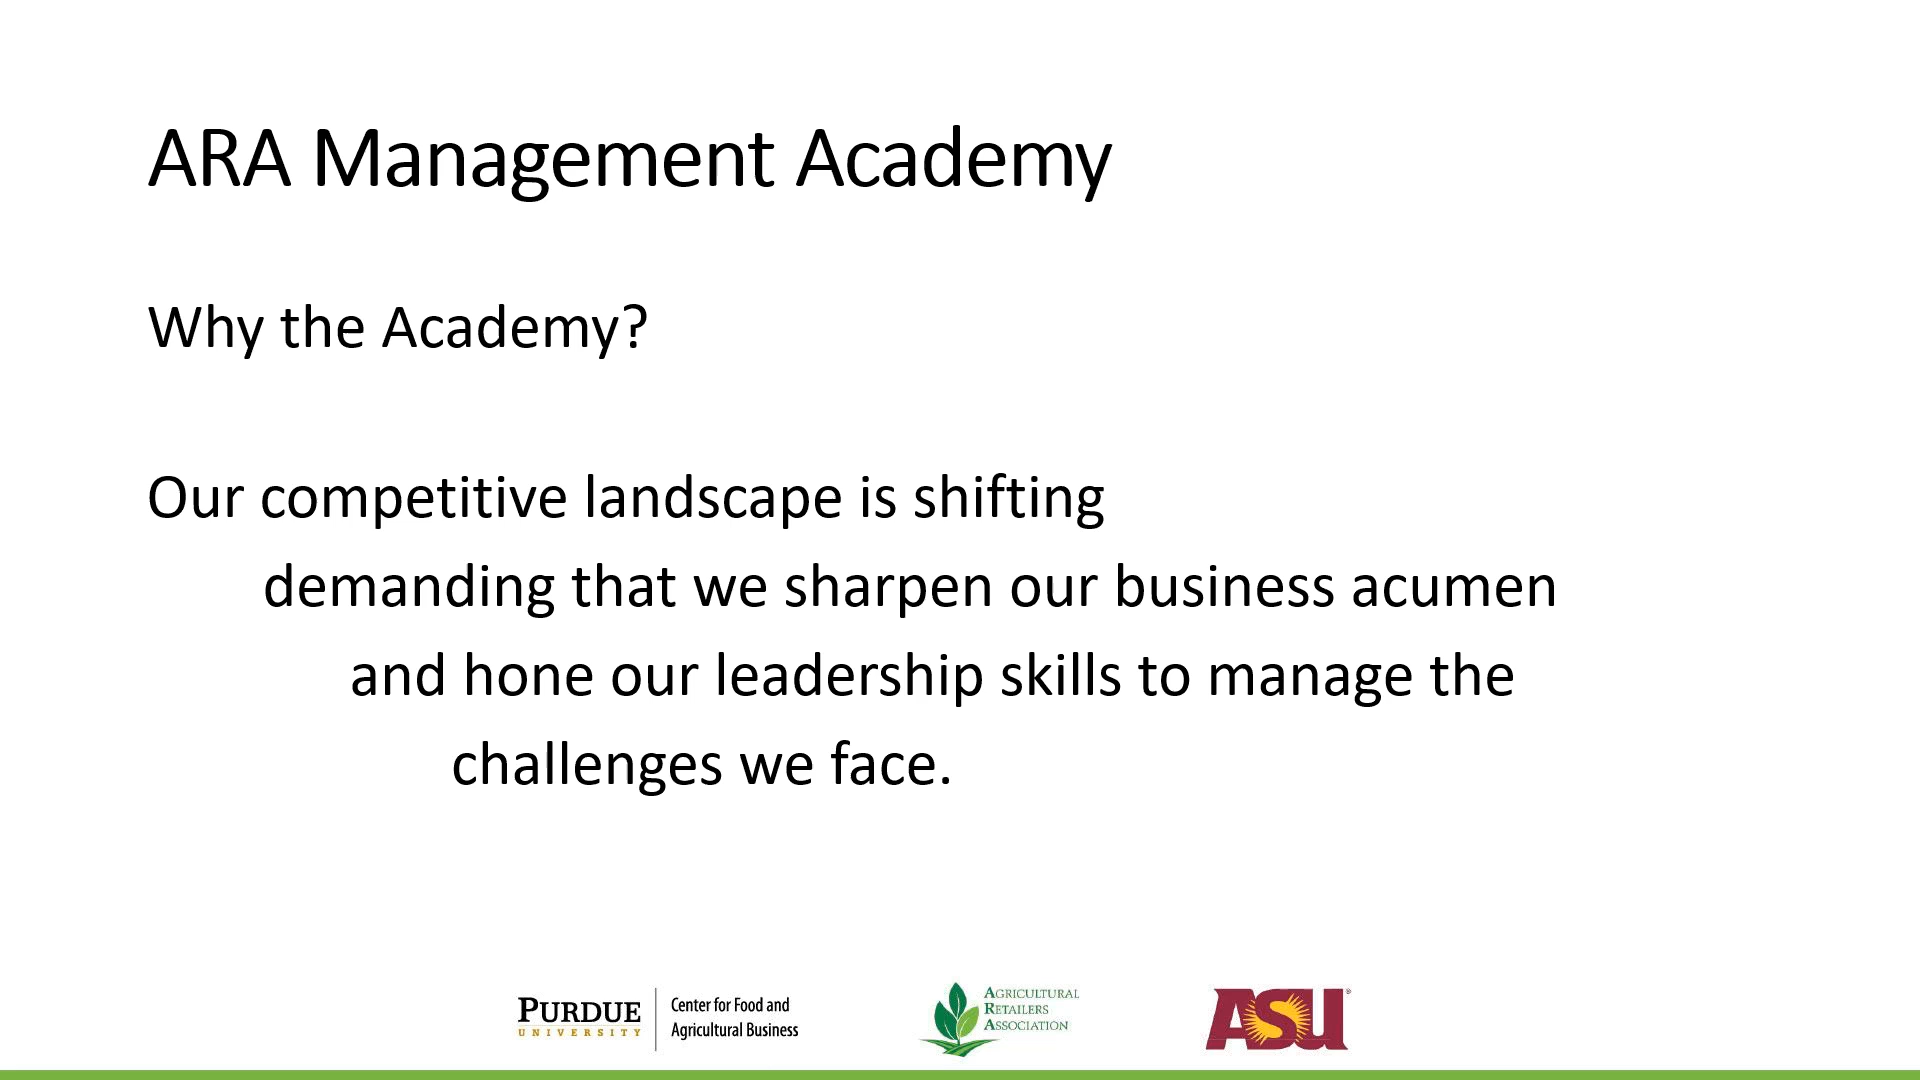 ARA Management Academy
Why the Academy?
Our competitive landscape is shifting
demanding that we sharpen our business acumen
and hone our leadership skills to manage the
challenges we face.
PURDUE
UNIVERSITY
Center for Food and
Agricultural Business
AGRICULTURAL
RETAILERS
ASSOCIATION
ASU®